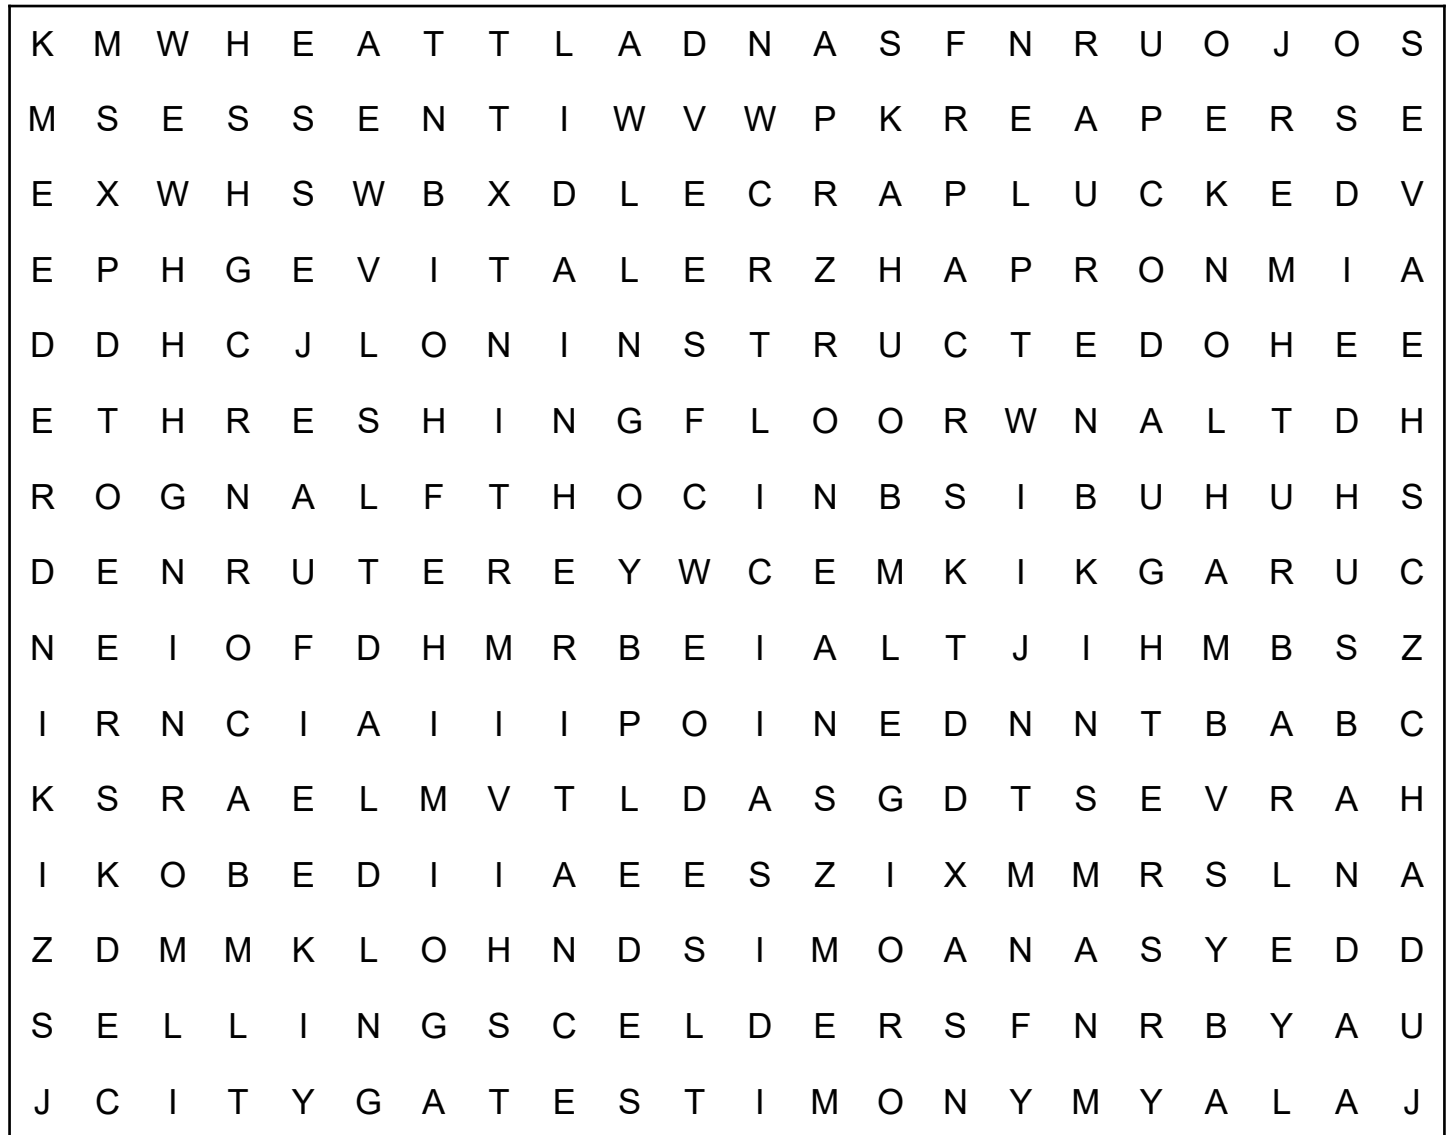 K M W H E A T T L A D N A S F N R U O J O S
M S E S S E N T I W V W P K R E A P E R S E
E X W H S W B X D L E C R A P L U C K E D V
E P H G E V I T A L E R Z H A P R O N M I A
D D H C J L O N I N S T R U C T E D O H E E
E T H R E S H I N G F L O O R W N A L T D H
R O G N A L F T H O C I N B S I B U H U H S
D E N R U T E R E Y W C E M K I K G A R U C
N E I O F D H M R B E I A L T J I H M B S Z
I R N C I A I I I P O I N E D N N T B A B C
K S R A E L M V T L D A S G D T S E V R A H
I K O B E D I I A E E S Z I X M M R S L N A
Z D M M K L O H N D S I M O A N A S Y E D D
S E L L I N G S C E L D E R S F N R B Y A U
J C I T Y G A T E S T I M O N Y M Y A L A J